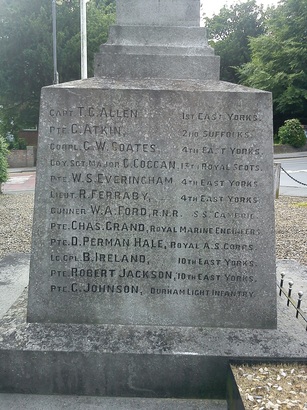 CAPT T.C. ALLEN 1ST EAST YORKS.
PTE C. ATKIN, 2ND SUFFOLKS.
CORPL C.W. COATES, 4TH EAST YORKS.
COY. SGT. MAJOR C. COGGAN 1ST ROYAL SCOTS.
PTE W.S. EVERINGHAM 4TH EAST YORKS.
LIEUT R. FERRABY, 4TH EAST YORKS.
GUNNER W.A. FORD, R.N.R. S.S.
PTE. CHAS. GRAND, ROYAL MARINE ENGINEERS
PTE. D. PERMAN HALE, ROYAL A.S. CORPS.
LC. CPL. B. IRELAND, 10TH EAST YORKS.
PTE. ROBERT JACKSON, 10TH EAST YORKS.
PTE C. JOHNSON, DURHAM LIGHT INFANTRY.